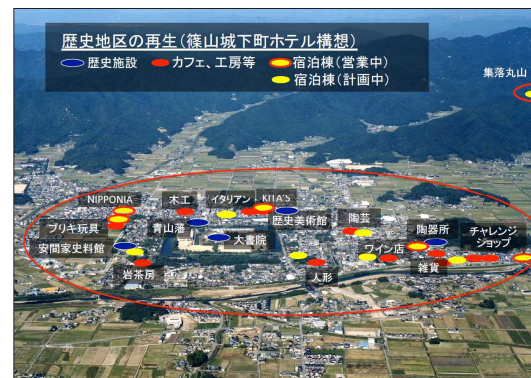 歴史地区の再生(篠山城下町ホテル構想)
歴史施設 カフェ、工房等 宿泊棟(営業中)
宿泊棟(計画中)
集落丸山
NIPPONIA
木工
イタリアン
KITA'S
ブリキ玩具
青山藩
歴史美術館
陶芸
陶器所
チャレンジ
ショップ
安間家史料館
大書院
ワイン店
岩茶房
人形
雑貨